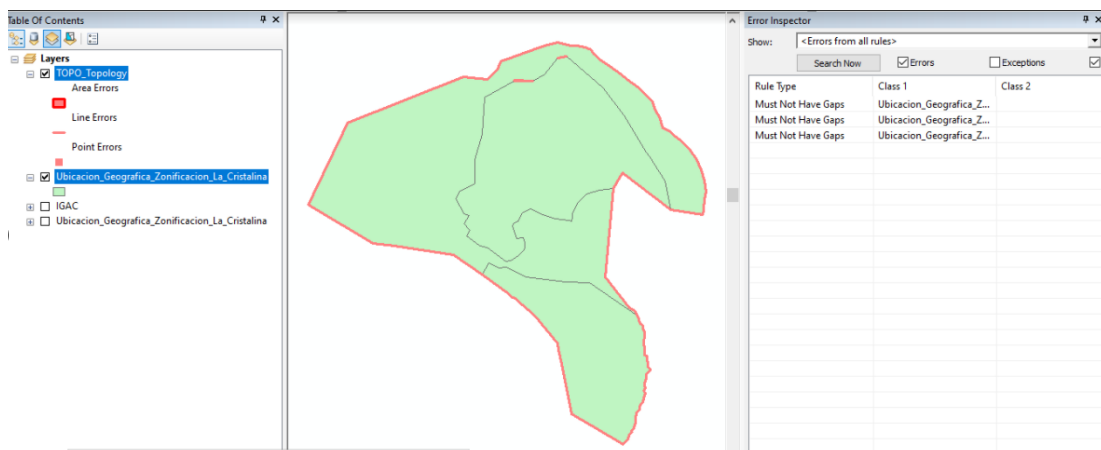 Table Of Contents
Layers
TOPO_Topology
Area Errors
Line Errors
Point Errors
Ubicacion_Geografica_Zonificacion_La_Cristalina
IGAC
Ubicacion_Geografica_Zonificacion_La_Cristalina
Error Inspector
Show: <Errors from all rules>
Search Now Errors Exceptions
Rule Type Class 1 Class 2
Must Not Have Gaps Ubicacion_Geografica_Z...
Must Not Have Gaps Ubicacion_Geografica_Z...
Must Not Have Gaps Ubicacion_Geografica_Z...